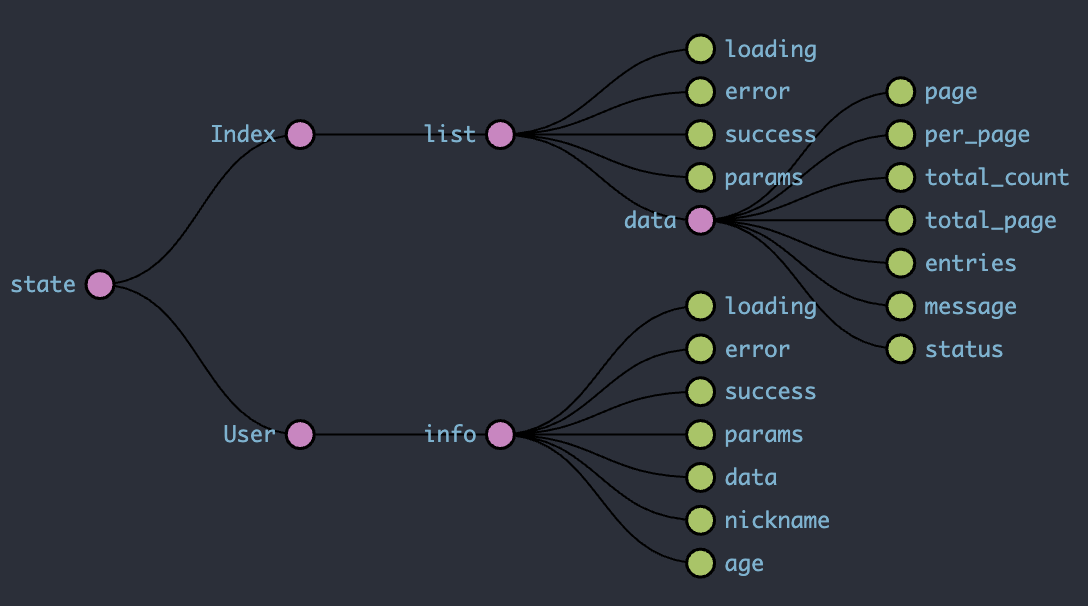 state
Index
list
loading
error
success
params
data
page
per_page
total_count
total_page
entries
message
status
User
info
loading
error
success
params
data
nickname
age